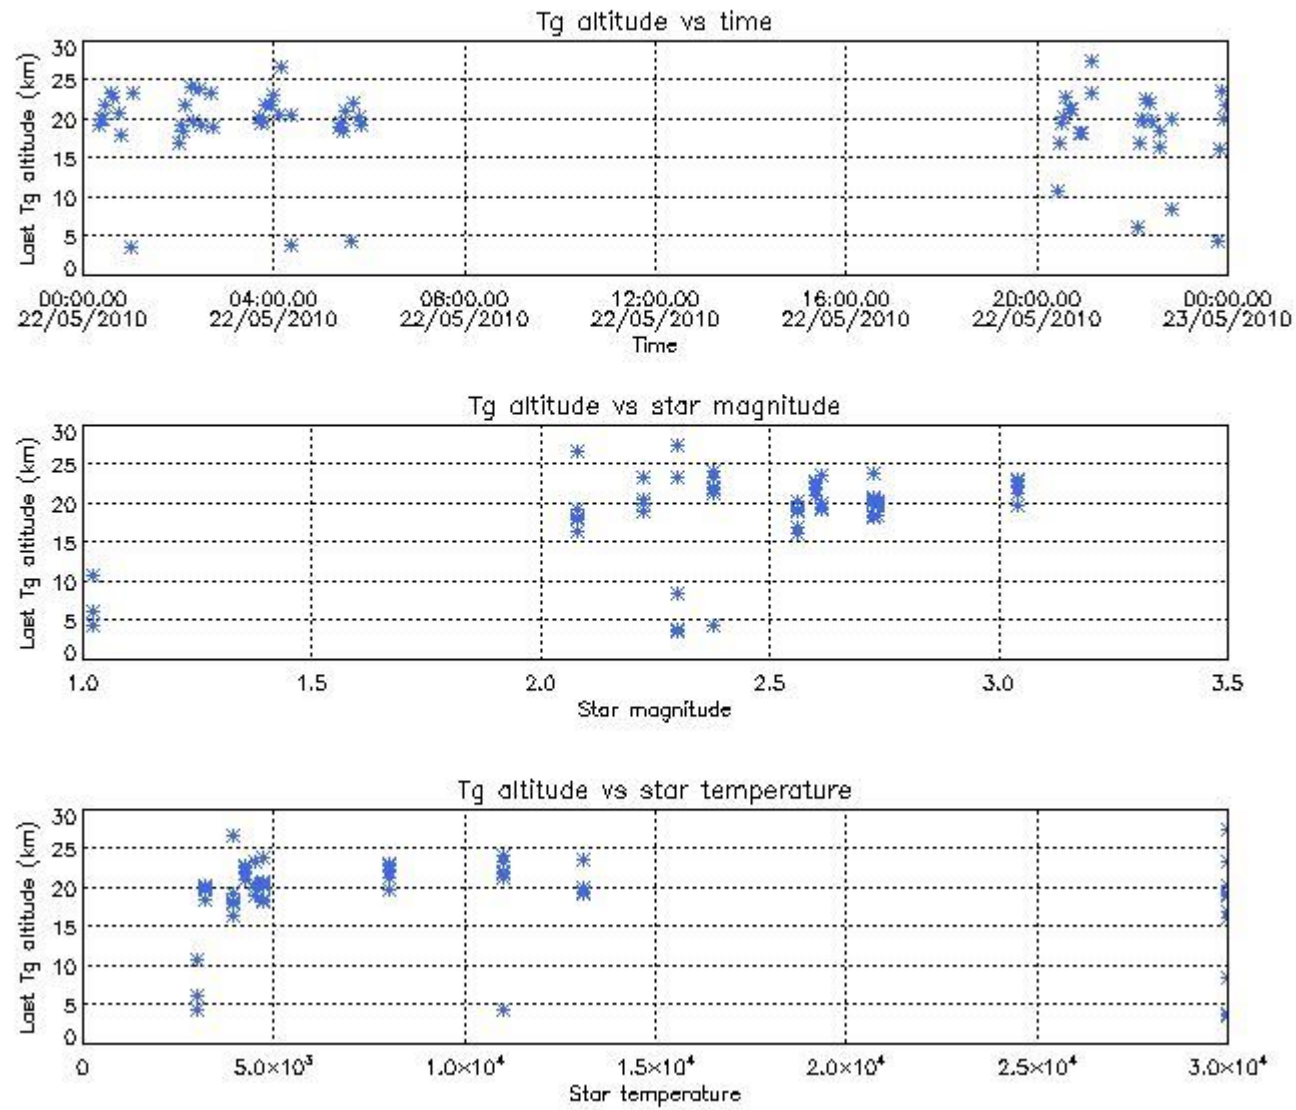 Tg altitude vs time
Last Tg altitude (km)
30
25
20
15
10
5
0
00:00.00 04:00.00 08:00.00 12:00.00 16:00.00 20:00.00 00:00.00
22/05/2010 22/05/2010 22/05/2010 22/05/2010 22/05/2010 22/05/2010 23/05/2010
Time
Tg altitude vs star magnitude
Last Tg altitude (km)
30
25
20
15
10
5
0
1.0 1.5 2.0 2.5 3.0 3.5
Star magnitude
Tg altitude vs star temperature
Last Tg altitude (km)
30
25
20
15
10
5
0
0 5.0×10³ 1.0×10⁴ 1.5×10⁴ 2.0×10⁴ 2.5×10⁴ 3.0×10⁴
Star temperature